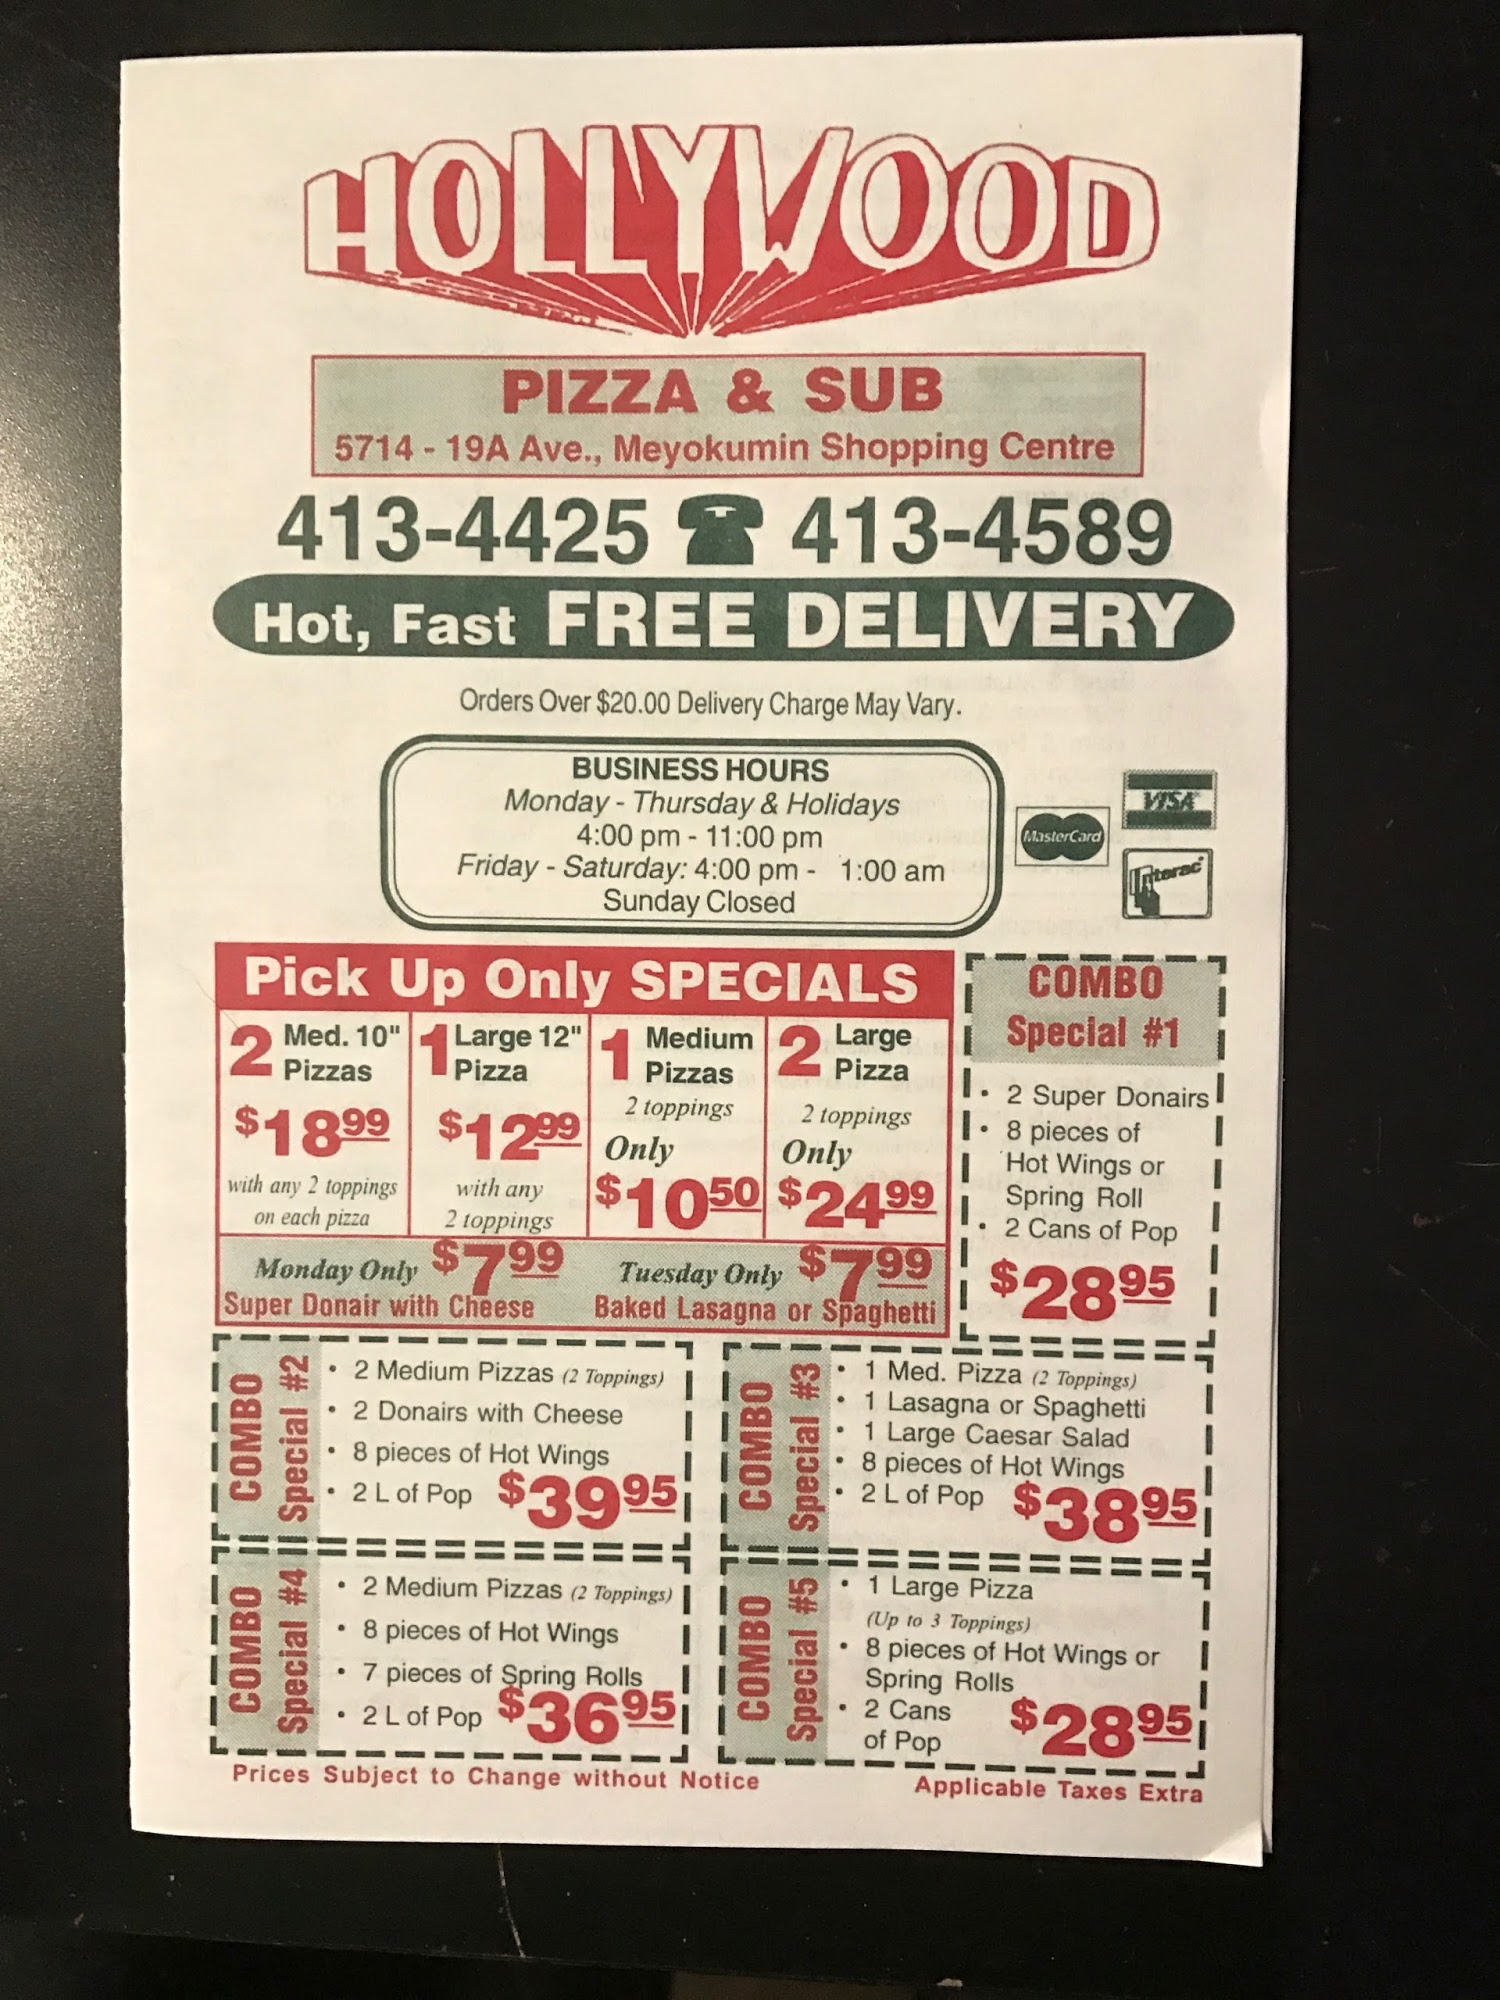 HOLLYWOOD
PIZZA & SUB
5714 - 19A Ave., Meyokumin Shopping Centre
413-4425 413-4589
Hot, Fast FREE DELIVERY
Orders Over $20.00 Delivery Charge May Vary.
BUSINESS HOURS
Monday - Thursday & Holidays
4:00 pm - 11:00 pm
Friday - Saturday: 4:00 pm - 1:00 am
Sunday Closed
MasterCard
VISA
Interac
Pick Up Only SPECIALS
2 Med. 10"
Pizzas
$18.99
with any 2 toppings
on each pizza
1 Large 12"
Pizza
$12.99
with any
2 toppings
1 Medium
Pizzas
2 toppings
Only
$10.50
2 Large
Pizza
2 toppings
Only
$24.99
Monday Only $7.99
Super Donair with Cheese
Tuesday Only $7.99
Baked Lasagna or Spaghetti
COMBO
Special #1
• 2 Super Donairs
• 8 pieces of
Hot Wings or
Spring Roll
• 2 Cans of Pop
$28.95
COMBO
Special #2
• 2 Medium Pizzas (2 Toppings)
• 2 Donairs with Cheese
• 8 pieces of Hot Wings
• 2 L of Pop $39.95
COMBO
Special #3
• 1 Med. Pizza (2 Toppings)
• 1 Lasagna or Spaghetti
• 1 Large Caesar Salad
• 8 pieces of Hot Wings
• 2 L of Pop $38.95
COMBO
Special #4
• 2 Medium Pizzas (2 Toppings)
• 8 pieces of Hot Wings
• 7 pieces of Spring Rolls
• 2 L of Pop $36.95
COMBO
Special #5
• 1 Large Pizza
(Up to 3 Toppings)
• 8 pieces of Hot Wings or
Spring Rolls
• 2 Cans
of Pop $28.95
Prices Subject to Change without Notice
Applicable Taxes Extra